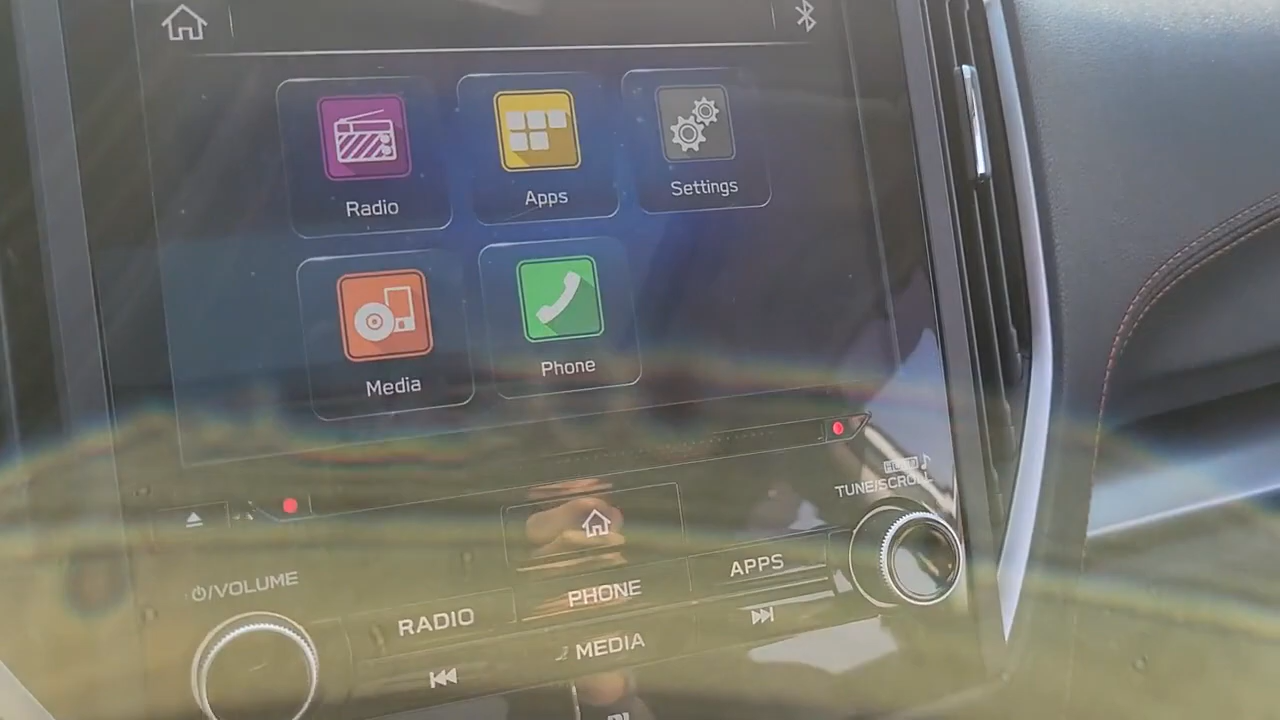 Radio
Apps
Settings
Media
Phone
TUNE/SCROLL
/VOLUME
RADIO
PHONE
APPS
MEDIA